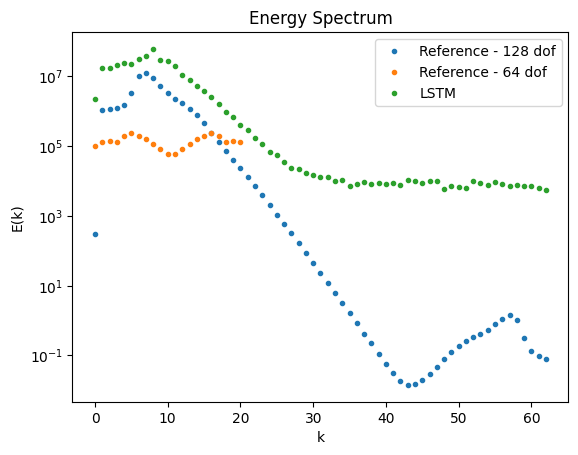 Energy Spectrum
Reference - 128 dof
Reference - 64 dof
LSTM
E(k)
10^7
10^5
10^3
10^1
10^-1
0 10 20 30 40 50 60
k